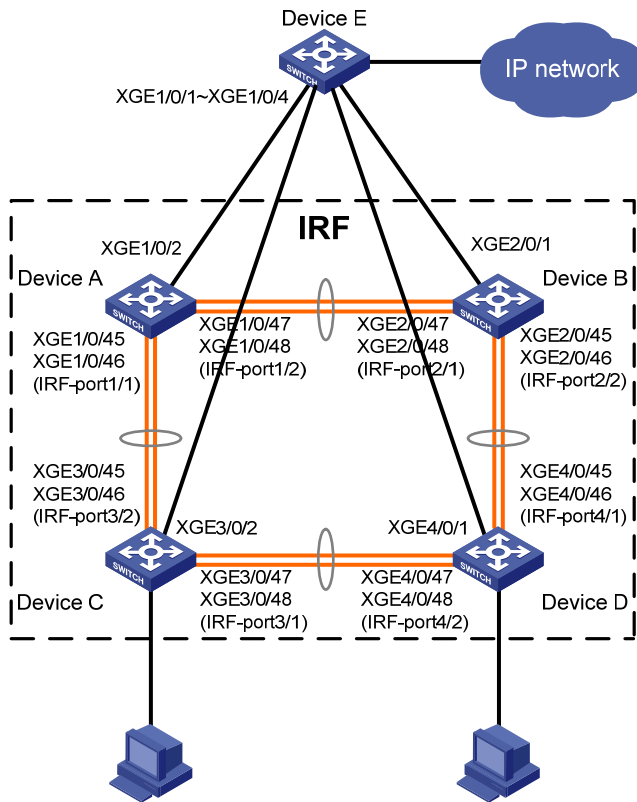 Device E
SWITCH
IP network
XGE1/0/1~XGE1/0/4
IRF
XGE1/0/2
XGE2/0/1
Device A
Device B
SWITCH
SWITCH
XGE1/0/45
XGE1/0/46
(IRF-port1/1)
XGE1/0/47
XGE1/0/48
(IRF-port1/2)
XGE2/0/47
XGE2/0/48
(IRF-port2/1)
XGE2/0/45
XGE2/0/46
(IRF-port2/2)
XGE3/0/45
XGE3/0/46
(IRF-port3/2)
XGE4/0/45
XGE4/0/46
(IRF-port4/1)
XGE3/0/2
XGE4/0/1
SWITCH
SWITCH
Device C
XGE3/0/47
XGE3/0/48
(IRF-port3/1)
XGE4/0/47
XGE4/0/48
(IRF-port4/2)
Device D